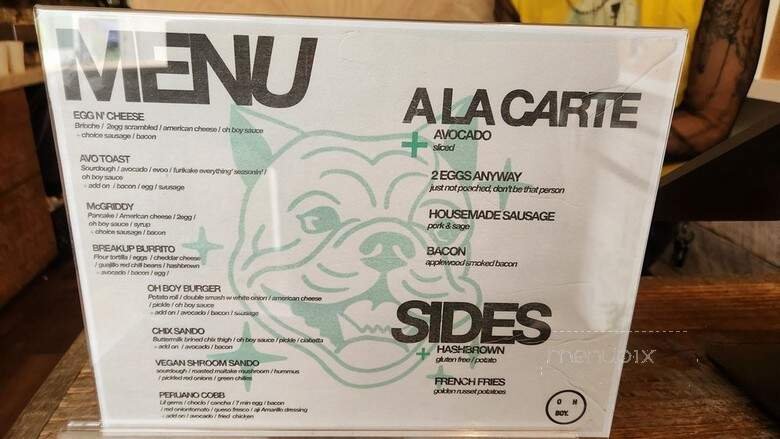 MENU
EGG N' CHEESE
Brioche / 2egg scrambled / american cheese / oh boy sauce
- choice sausage / bacon
AVO TOAST
Sourdough / avocado / evoo / furikake everything' seasonin' /
oh boy sauce
- add on / bacon / egg / sausage
McGRIDDY
Pancake / American cheese / 2egg /
oh boy sauce / syrup
- choice sausage / bacon
BREAKUP BURRITO
Flour tortilla / eggs / cheddar cheese
/ guajillo red chili beans / hashbrown
- avocado / bacon / egg /
OH BOY BURGER
Potato roll / double smash w white onion / american cheese
/ pickle / oh boy sauce
- add on / avocado / bacon / sausage
CHIX SANDO
Buttermilk brined chix thigh / oh boy sauce / pickle / ciabatta
- add on / avocado / bacon
VEGAN SHROOM SANDO
sourdough / roasted maitake mushroom / hummus
/ pickled red onions / green chilies
PERUANO COBB
Lil gems / choclo / cancha / 7 min egg / bacon
/ red onion tomato / queso fresco / aji Amarillo dressing
- add on / avocado / fried chicken
A LA CARTE
AVOCADO
sliced
2 EGGS ANYWAY
just not poached, don't be that person
HOUSEMADE SAUSAGE
pork & sage
BACON
applewood smoked bacon
SIDES
HASHBROWN
gluten free / potato
FRENCH FRIES
golden russet potatoes
O H
BOY.
menupix